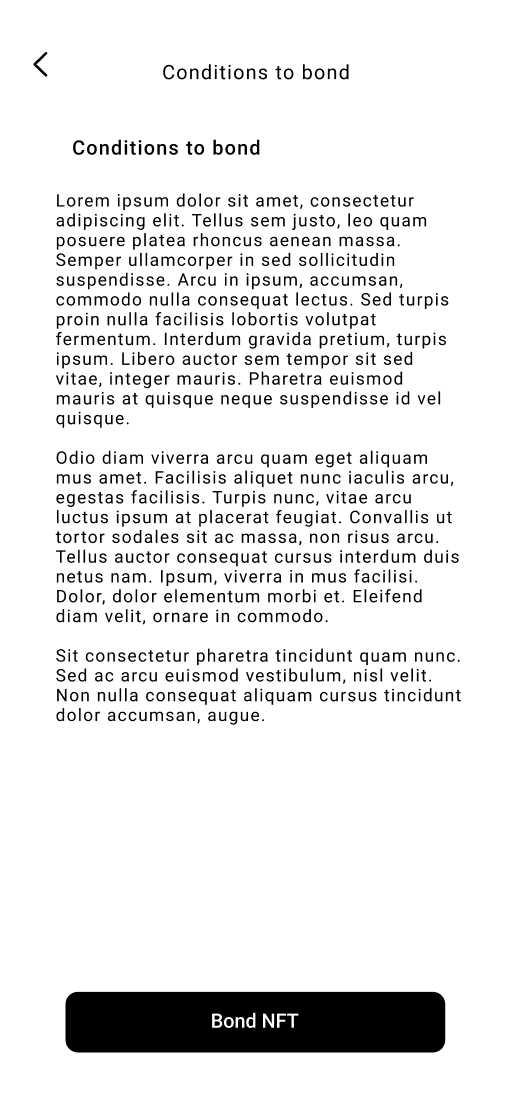 Conditions to bond
Conditions to bond
Lorem ipsum dolor sit amet, consectetur
adipiscing elit. Tellus sem justo, leo quam
posuere platea rhoncus aenean massa.
Semper ullamcorper in sed sollicitudin
suspendisse. Arcu in ipsum, accumsan,
commodo nulla consequat lectus. Sed turpis
proin nulla facilisis lobortis volutpat
fermentum. Interdum gravida pretium, turpis
ipsum. Libero auctor sem tempor sit sed
vitae, integer mauris. Pharetra euismod
mauris at quisque neque suspendisse id vel
quisque.
Odio diam viverra arcu quam eget aliquam
mus amet. Facilisis aliquet nunc iaculis arcu,
egestas facilisis. Turpis nunc, vitae arcu
luctus ipsum at placerat feugiat. Convallis ut
tortor sodales sit ac massa, non risus arcu.
Tellus auctor consequat cursus interdum duis
netus nam. Ipsum, viverra in mus facilisi.
Dolor, dolor elementum morbi et. Eleifend
diam velit, ornare in commodo.
Sit consectetur pharetra tincidunt quam nunc.
Sed ac arcu euismod vestibulum, nisl velit.
Non nulla consequat aliquam cursus tincidunt
dolor accumsan, augue.
Bond NFT